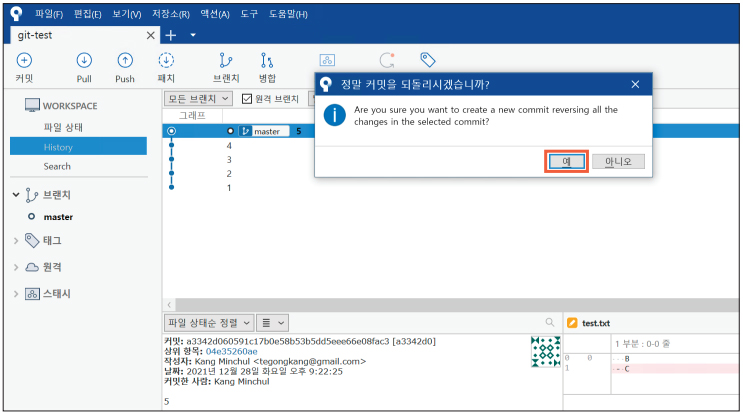 파일(F) 편집(E) 보기(V) 저장소(R) 액션(A) 도구 도움말(H)
git-test
커밋 Pull Push 패치 브랜치 병합
WORKSPACE
파일 상태
History
Search
브랜치
master
태그
원격
스태시
모든 브랜치 원격 브랜치
그래프
master 5
4
3
2
1
정말 커밋을 되돌리시겠습니까?
Are you sure you want to create a new commit reversing all the
changes in the selected commit?
예 아니오
파일 상태순 정렬
커밋: a3342d060591c17b0e58b53b5dd5eee66e08fac3 [a3342d0]
상위 항목: 04e35260ae
작성자: Kang Minchul <tegongkang@gmail.com>
날짜: 2021년 12월 28일 화요일 오후 9:22:25
커밋한 사람: Kang Minchul
5
test.txt
1 부분 : 0-0 줄
0 0 B
1 - C